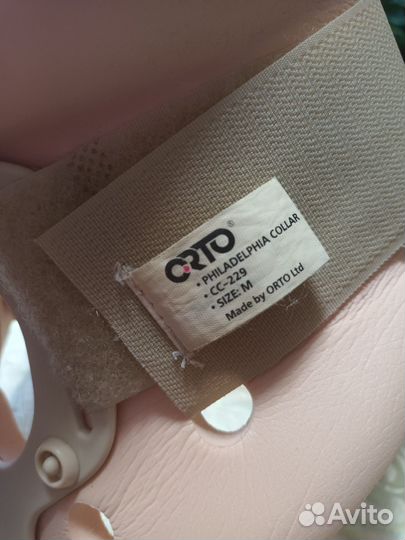 ORTO®
• PHILADELPHIA COLLAR
• CC-229
• SIZE: M
Made by ORTO Ltd
Avito